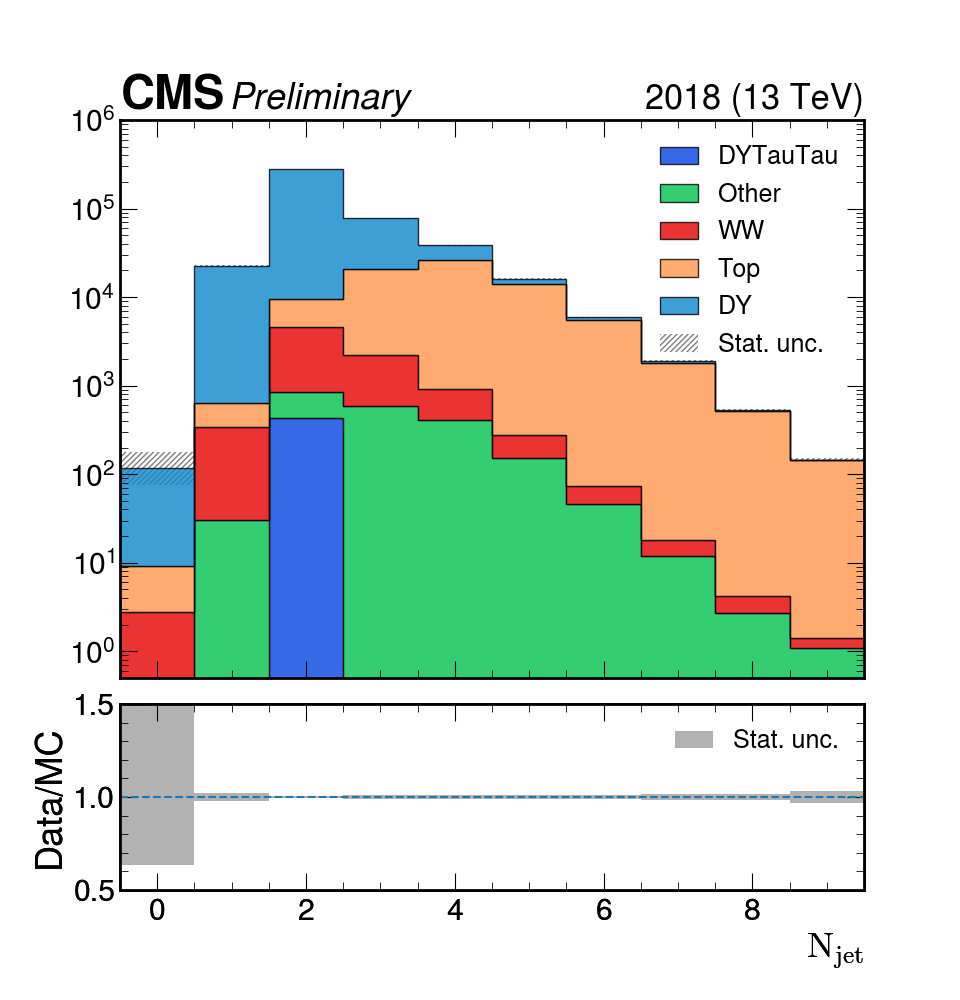 CMS Preliminary 2018 (13 TeV)
10^6
10^5
10^4
10^3
10^2
10^1
10^0
DYTauTau
Other
WW
Top
DY
Stat. unc.
1.5
1.0
0.5
Data/MC
Stat. unc.
0 2 4 6 8
N_jet